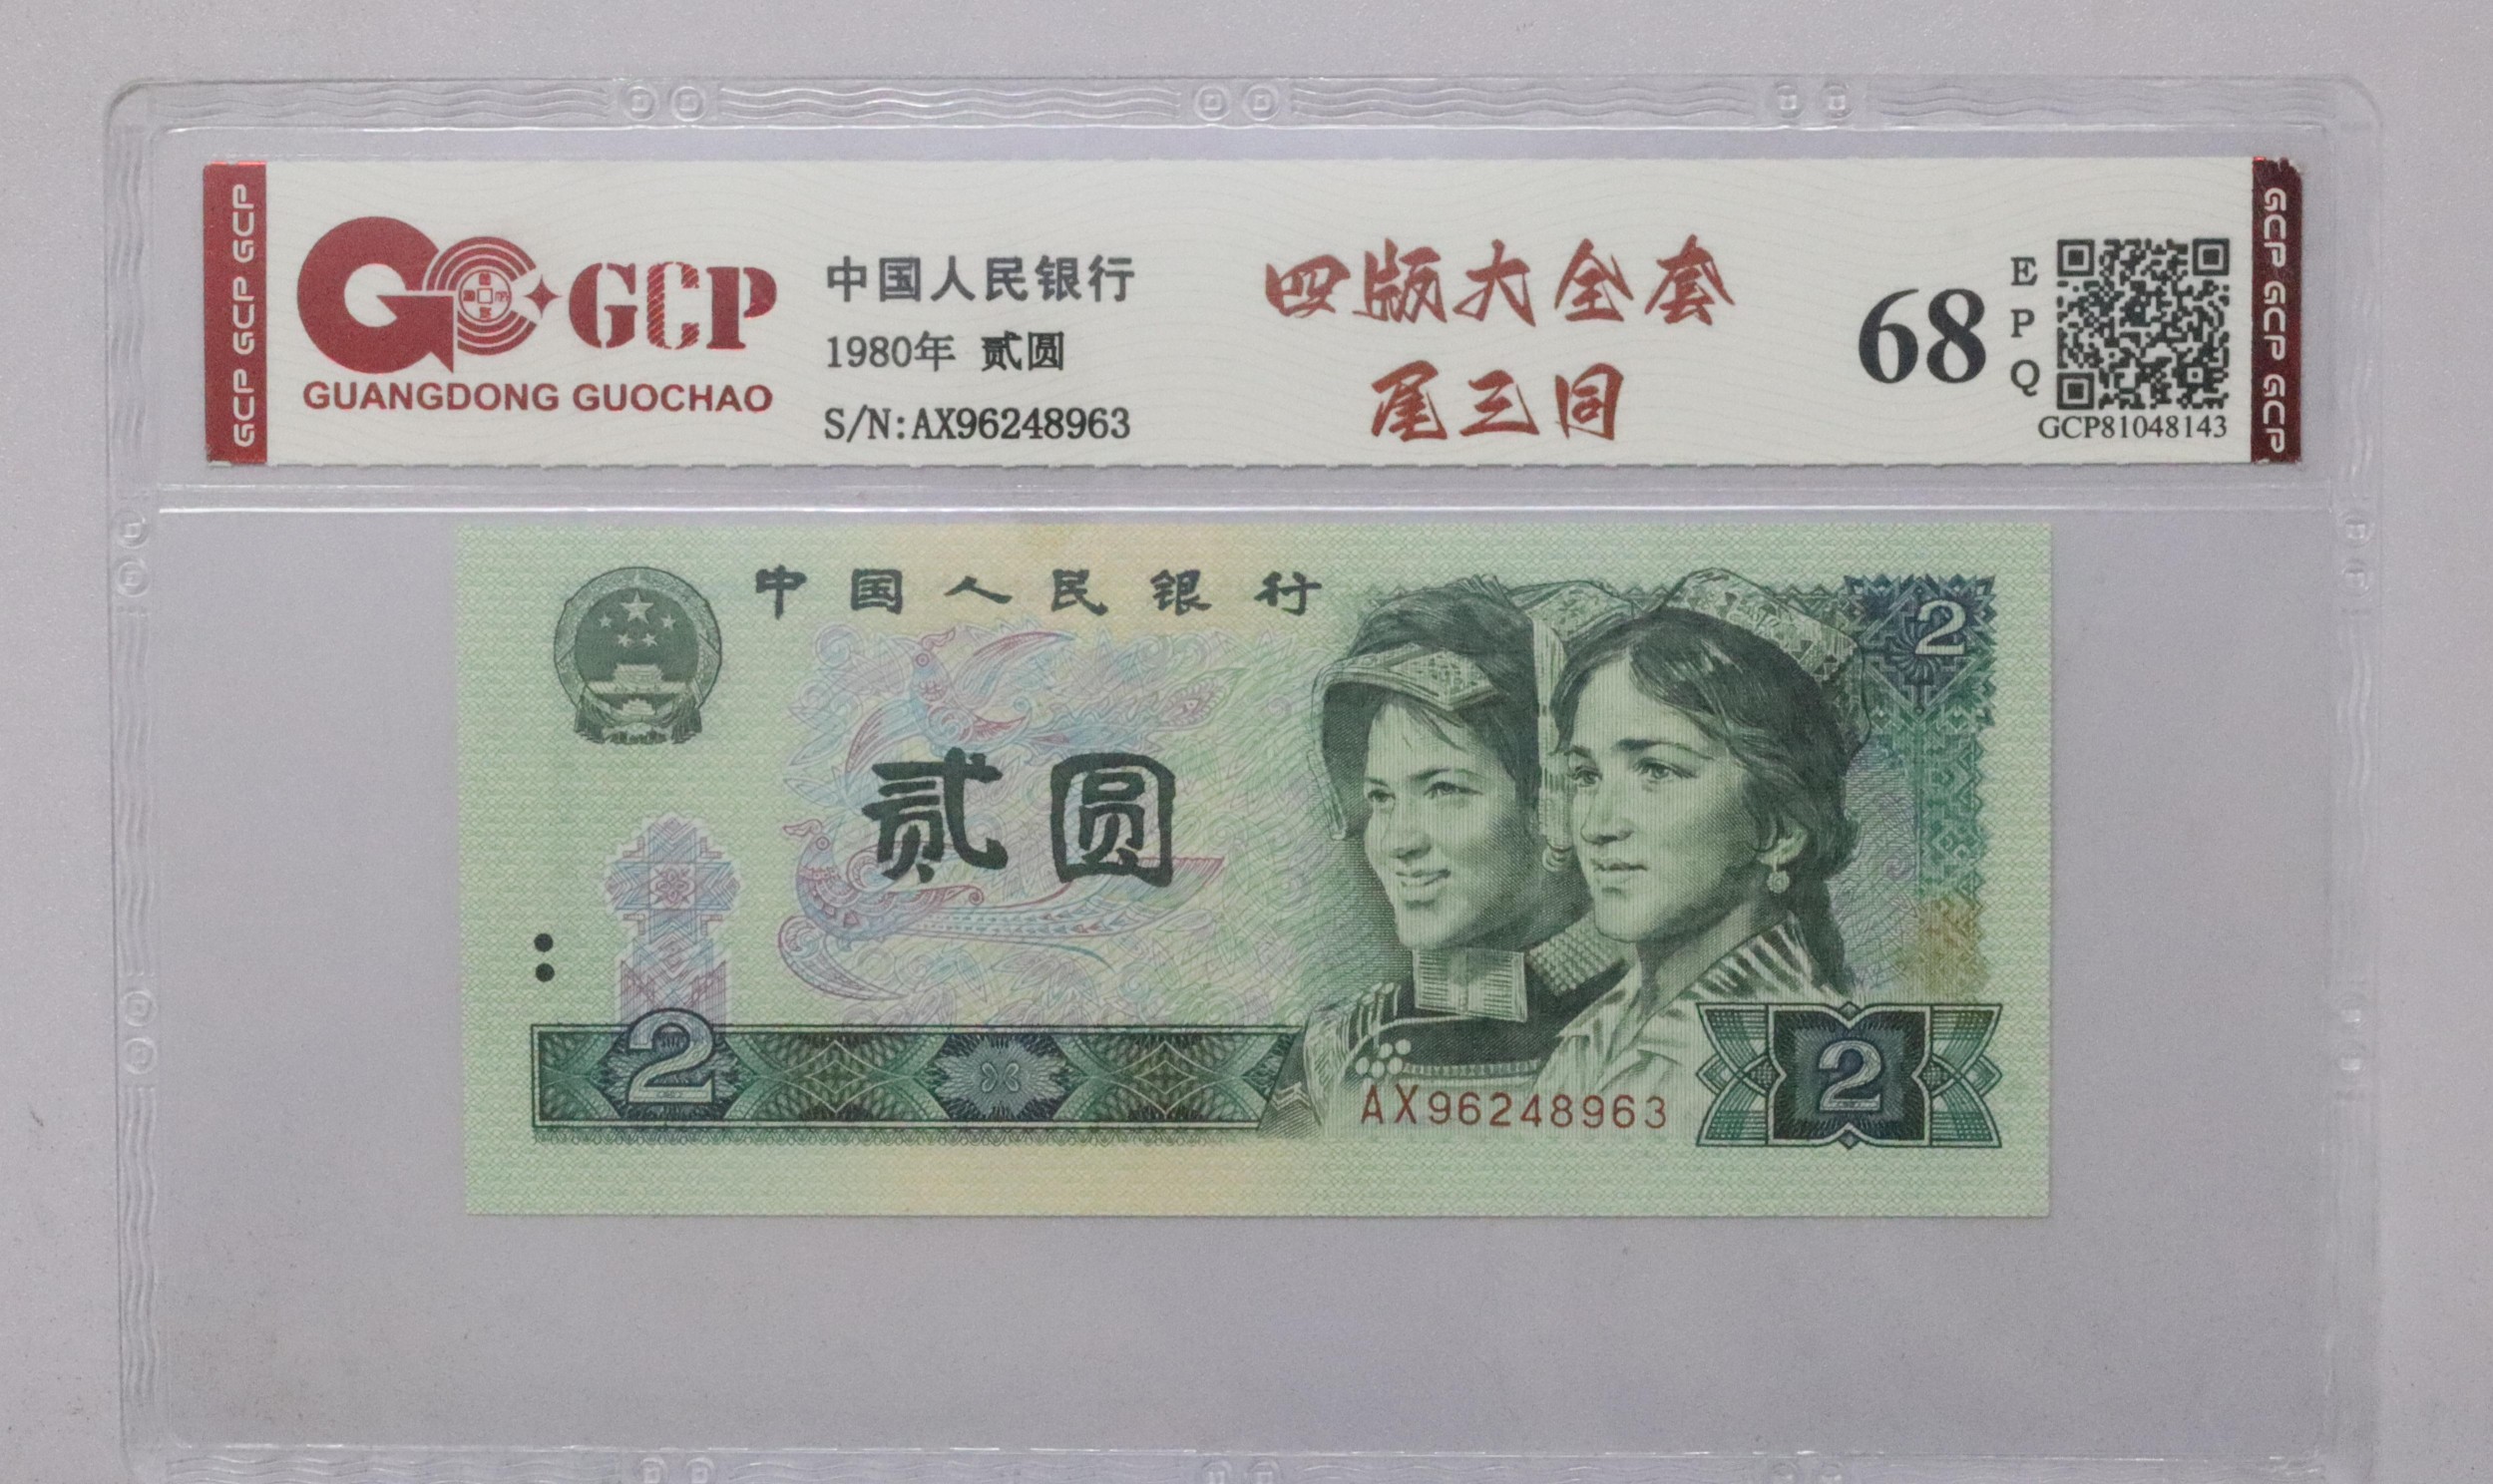 GCP GCP GCP
GCP
GUANGDONG GUOCHAO
中国人民银行
1980年 贰圆
S/N:AX96248963
四版大全套
尾三同
68
EPQ
GCP81048143
GCP GCP GCP
中国人民银行
2
贰圆
2
AX96248963
2